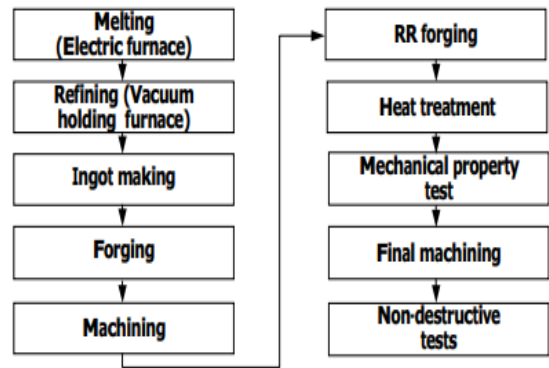 Melting
(Electric furnace)
Refining (Vacuum
holding furnace)
Ingot making
Forging
Machining
RR forging
Heat treatment
Mechanical property
test
Final machining
Non-destructive
tests